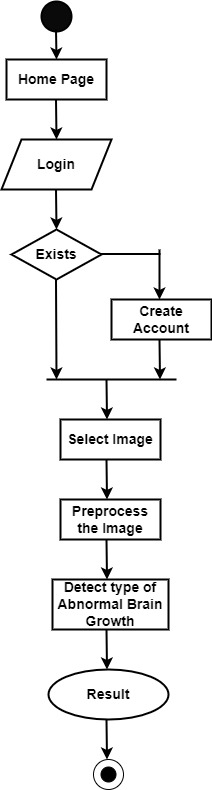 Home Page
Login
Exists
Create
Account
Select Image
Preprocess
the Image
Detect type of
Abnormal Brain
Growth
Result